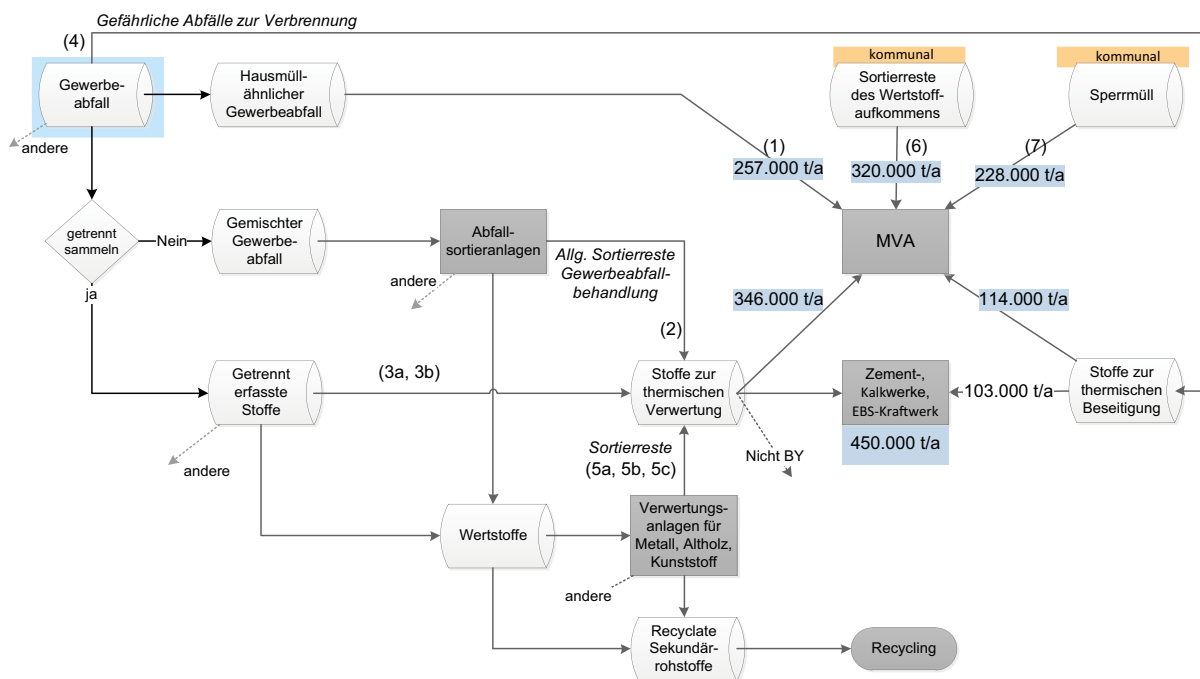 Gefährliche Abfälle zur Verbrennung
(4)
Gewerbe-
abfall
andere
Hausmüll-
ähnlicher
Gewerbeabfall
kommunal
Sortierreste
des Wertstoff-
aufkommens
kommunal
Sperrmüll
(1)
257.000 t/a
(6)
320.000 t/a
(7)
228.000 t/a
getrennt
sammeln
Nein
ja
Gemischter
Gewerbe-
abfall
Abfall-
sortieranlagen
andere
Allg. Sortierreste
Gewerbeabfall-
behandlung
(2)
MVA
346.000 t/a
114.000 t/a
Getrennt
erfasste
Stoffe
(3a, 3b)
andere
Stoffe zur
thermischen
Verwertung
Zement-,
Kalkwerke,
EBS-Kraftwerk
450.000 t/a
103.000 t/a
Stoffe zur
thermischen
Beseitigung
Nicht BY
Sortierreste
(5a, 5b, 5c)
Wertstoffe
Verwertungs-
anlagen für
Metall, Altholz,
Kunststoff
andere
Recyclate
Sekundär-
rohstoffe
Recycling